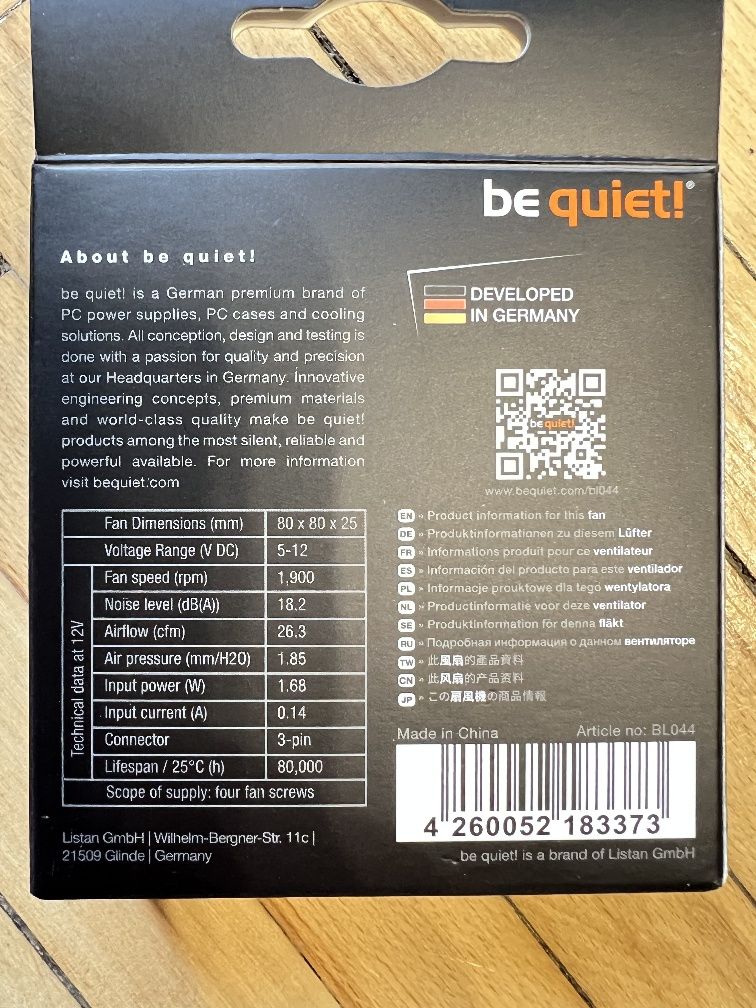 be quiet!®
About be quiet!
be quiet! is a German premium brand of
PC power supplies, PC cases and cooling
solutions. All conception, design and testing is
done with a passion for quality and precision
at our Headquarters in Germany. Innovative
engineering concepts, premium materials
and world-class quality make be quiet!
products among the most silent, reliable and
powerful available. For more information
visit bequiet.com
DEVELOPED
IN GERMANY
be quiet!
www.bequiet.com/bl044
EN » Product information for this fan
DE » Produktinformationen zu diesem Lüfter
FR » Informations produit pour ce ventilateur
ES » Información del producto para este ventilador
PL » Informacje prouktowe dla tego wentylatora
NL » Productinformatie voor deze ventilator
SE » Produktinformation för denna fläkt
RU » Подробная информация о данном вентиляторе
TW » 此風扇的產品資料
CN » 此风扇的产品资料
JP » この扇風機の商品情報
Fan Dimensions (mm) 80 x 80 x 25
Voltage Range (V DC) 5-12
Technical data at 12V
Fan speed (rpm) 1,900
Noise level (dB(A)) 18.2
Airflow (cfm) 26.3
Air pressure (mm/H2O) 1.85
Input power (W) 1.68
Input current (A) 0.14
Connector 3-pin
Lifespan / 25°C (h) 80,000
Scope of supply: four fan screws
Made in China Article no: BL044
4 260052 183373
Listan GmbH | Wilhelm-Bergner-Str. 11c |
21509 Glinde | Germany
be quiet! is a brand of Listan GmbH